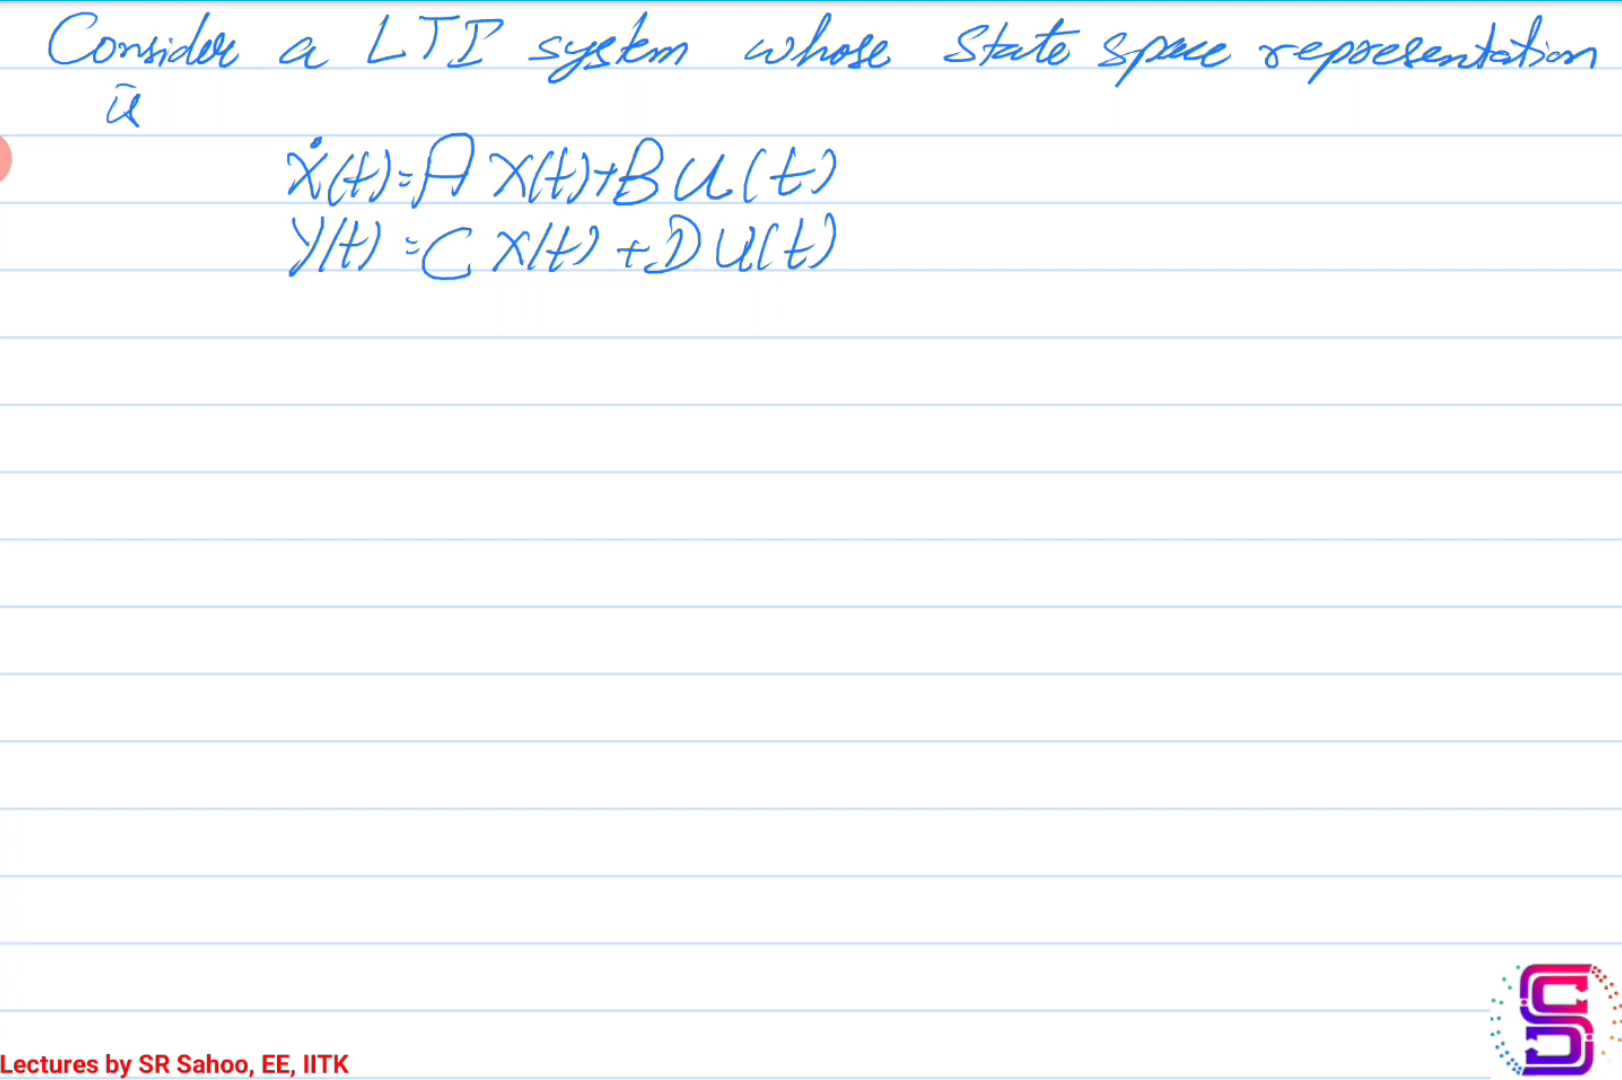 Consider a LTI system whose state space representation
is
Ẋ(t)=A X(t)+B U(t)
Y(t)=C X(t)+D U(t)
Lectures by SR Sahoo, EE, IITK